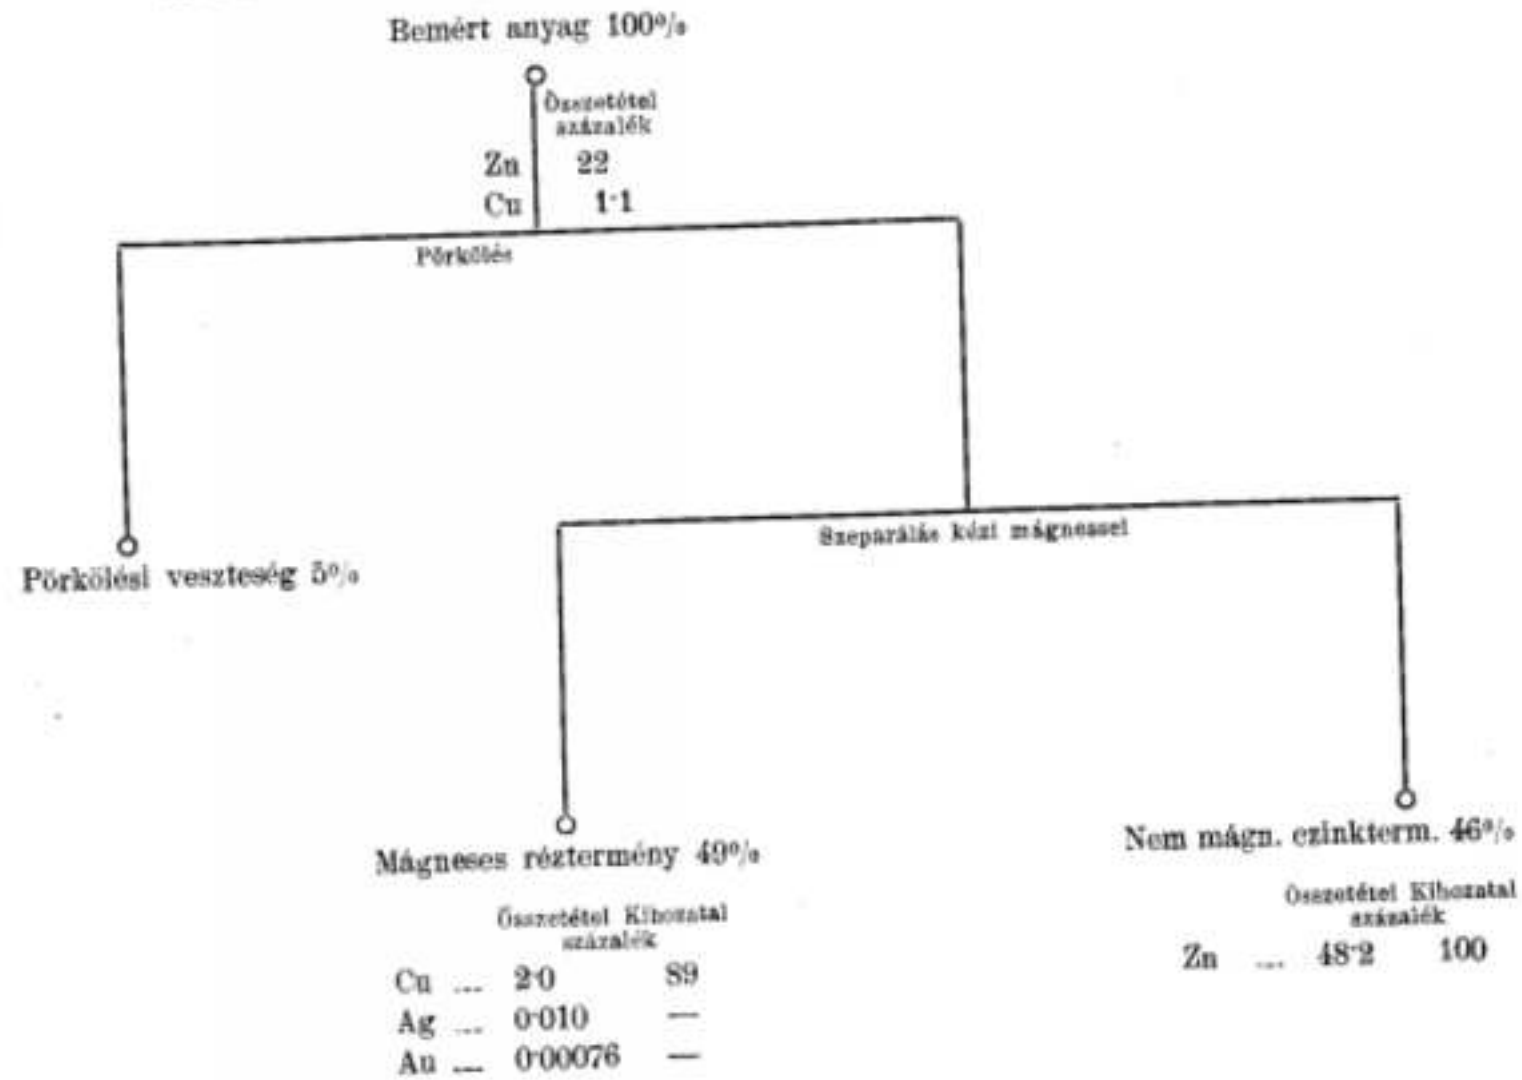 Bemért anyag 100%
Összetétel
százalék
Zn 22
Cu 1·1
Pörkölés
Szeparálás kézi mágnessel
Pörkölési veszteség 5%
Mágneses réztermény 49%
Összetétel Kihozatal
százalék
Cu ... 2·0 89
Ag ... 0·010 —
Au ... 0·00076 —
Nem mágn. czinkterm. 46%
Összetétel Kihozatal
százalék
Zn ... 48·2 100